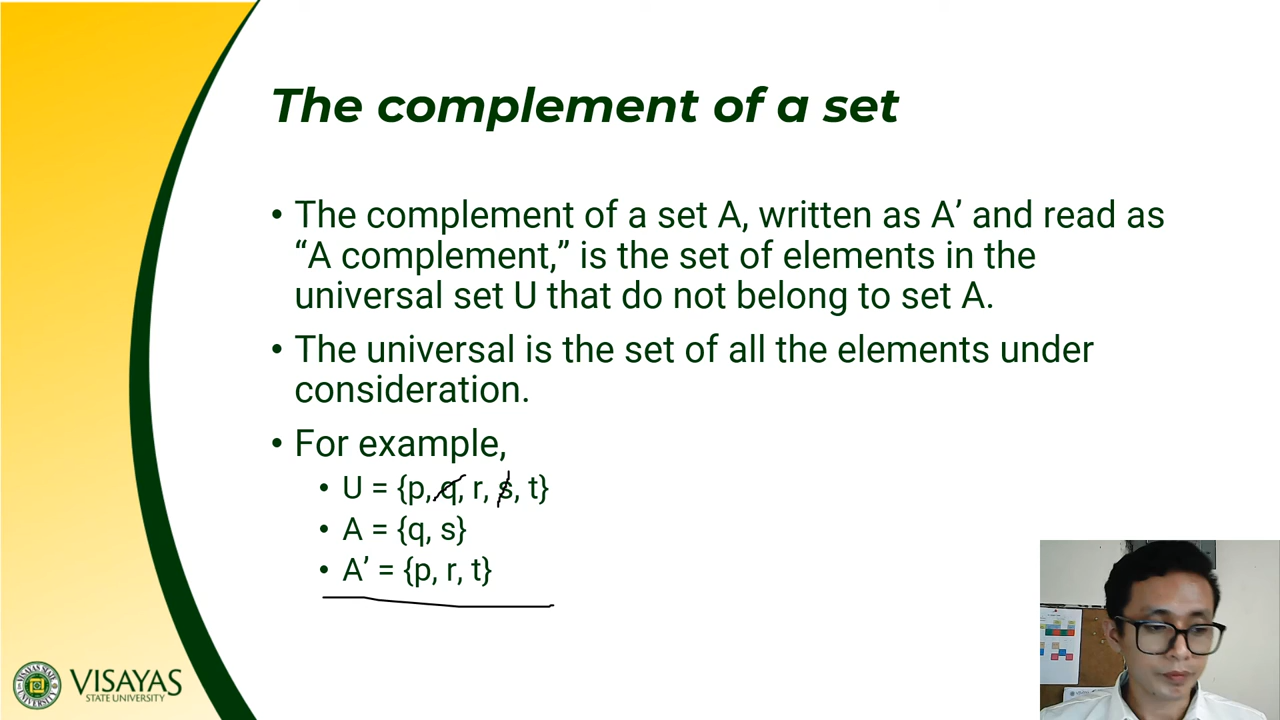 The complement of a set
• The complement of a set A, written as A’ and read as
“A complement,” is the set of elements in the
universal set U that do not belong to set A.
• The universal is the set of all the elements under
consideration.
• For example,
• U = {p, q, r, s, t}
• A = {q, s}
• A’ = {p, r, t}
VISAYAS
STATE UNIVERSITY